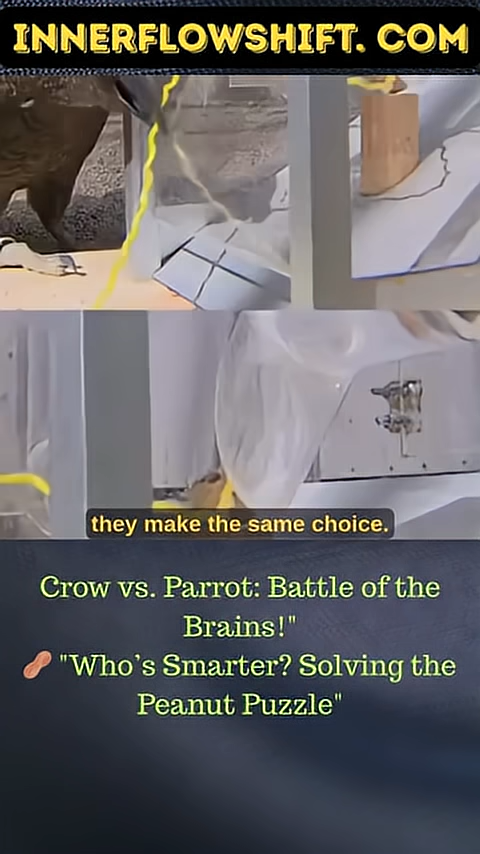 INNERFLOWSHIFT. COM
they make the same choice.
Crow vs. Parrot: Battle of the
Brains!"
🥜 "Who's Smarter? Solving the
Peanut Puzzle"